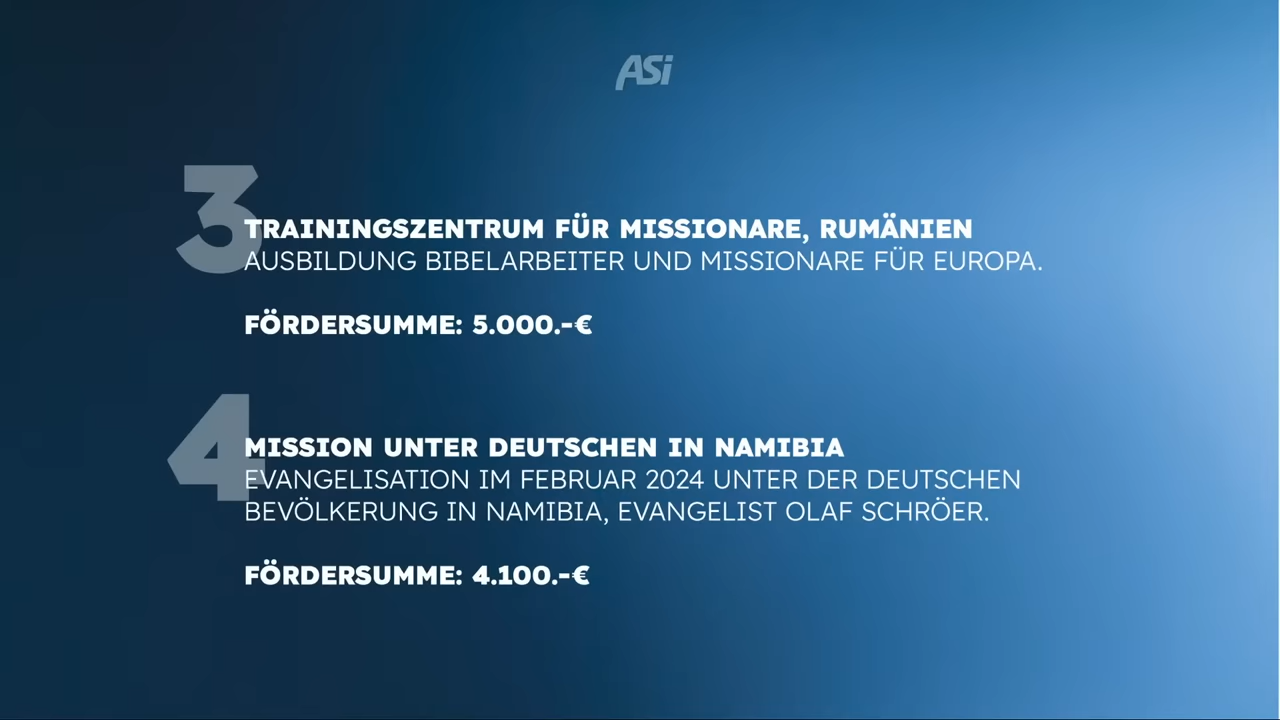 ASi
3
TRAININGSZENTRUM FÜR MISSIONARE, RUMÄNIEN
AUSBILDUNG BIBELARBEITER UND MISSIONARE FÜR EUROPA.
FÖRDERSUMME: 5.000.-€
4
MISSION UNTER DEUTSCHEN IN NAMIBIA
EVANGELISATION IM FEBRUAR 2024 UNTER DER DEUTSCHEN
BEVÖLKERUNG IN NAMIBIA, EVANGELIST OLAF SCHRÖER.
FÖRDERSUMME: 4.100.-€